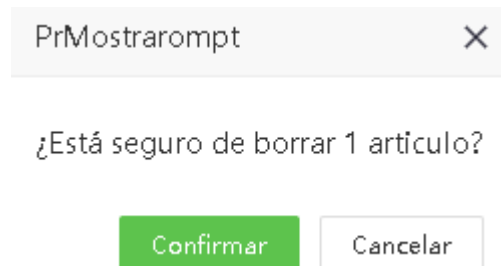 PrMostrarompt
¿Está seguro de borrar 1 articulo?
Confirmar Cancelar